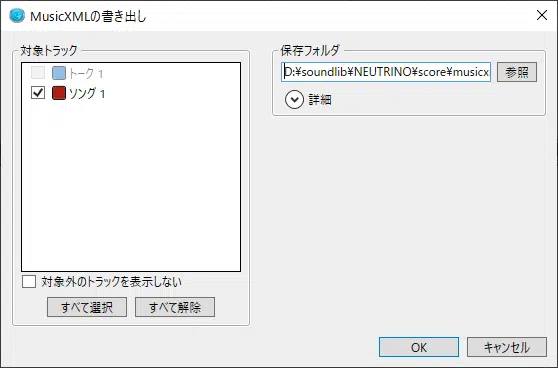 MusicXMLの書き出し
対象トラック
トーク 1
ソング 1
対象外のトラックを表示しない
すべて選択
すべて解除
保存フォルダ
D:¥soundlib¥NEUTRINO¥score¥musicx
参照
詳細
OK
キャンセル